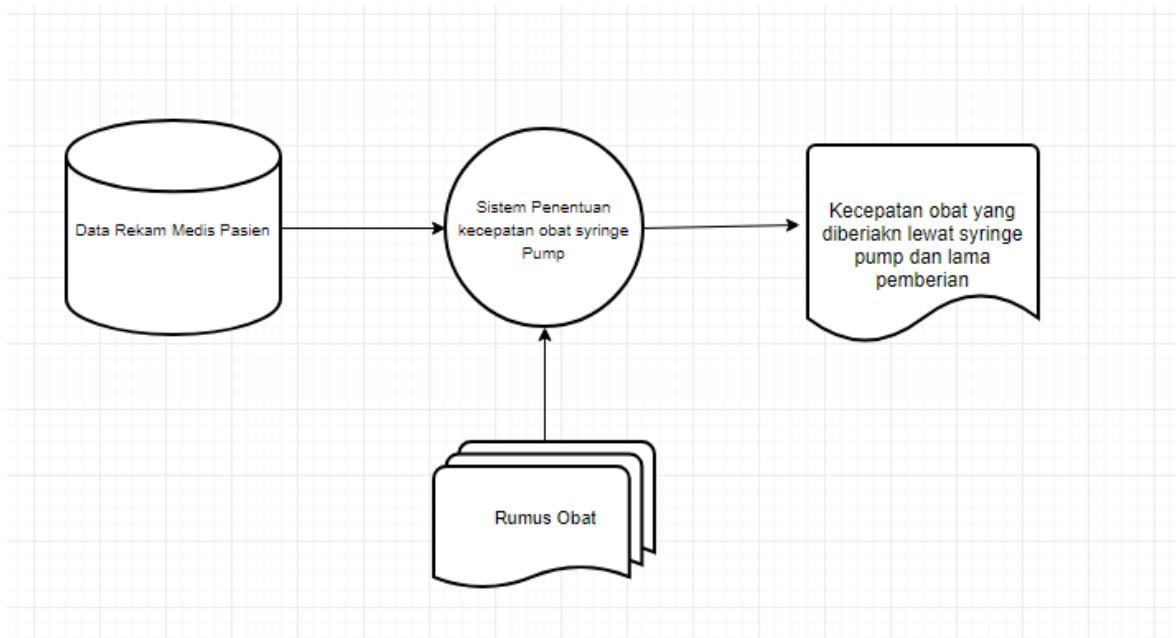 Data Rekam Medis Pasien
Sistem Penentuan
kecepatan obat syringe
Pump
Kecepatan obat yang
diberiakn lewat syringe
pump dan lama
pemberian
Rumus Obat